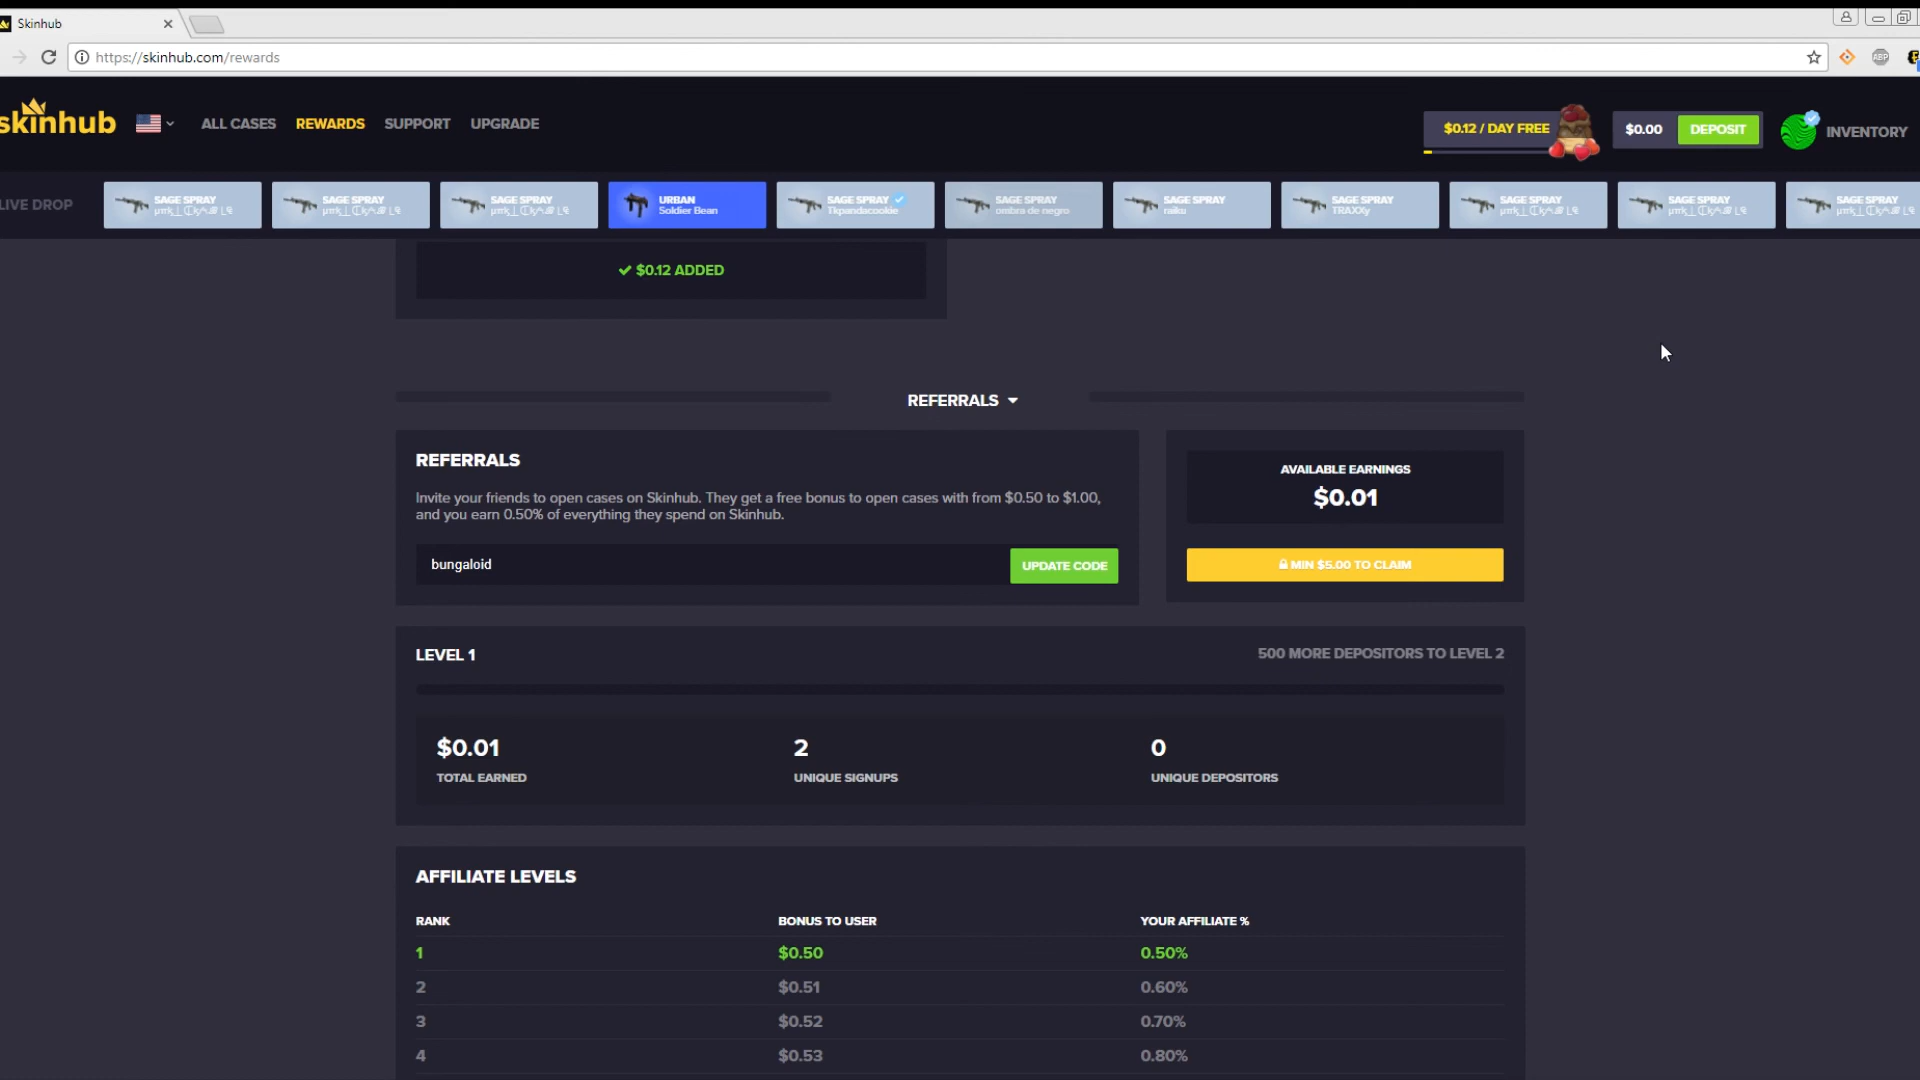 Skinhub
https://skinhub.com/rewards
ABP
skinhub
ALL CASES
REWARDS
SUPPORT
UPGRADE
$0.12 / DAY FREE
$0.00
DEPOSIT
INVENTORY
LIVE DROP
SAGE SPRAY
SAGE SPRAY
SAGE SPRAY
URBAN
Soldier Bean
SAGE SPRAY
Tkpandacookie
SAGE SPRAY
ombra de negro
SAGE SPRAY
naiku
SAGE SPRAY
TRAXXy
SAGE SPRAY
SAGE SPRAY
SAGE SPRAY
$0.12 ADDED
REFERRALS
REFERRALS
Invite your friends to open cases on Skinhub. They get a free bonus to open cases with from $0.50 to $1.00,
and you earn 0.50% of everything they spend on Skinhub.
bungaloid
UPDATE CODE
AVAILABLE EARNINGS
$0.01
MIN $5.00 TO CLAIM
LEVEL 1
500 MORE DEPOSITORS TO LEVEL 2
$0.01
TOTAL EARNED
2
UNIQUE SIGNUPS
0
UNIQUE DEPOSITORS
AFFILIATE LEVELS
RANK BONUS TO USER YOUR AFFILIATE %
1 $0.50 0.50%
2 $0.51 0.60%
3 $0.52 0.70%
4 $0.53 0.80%